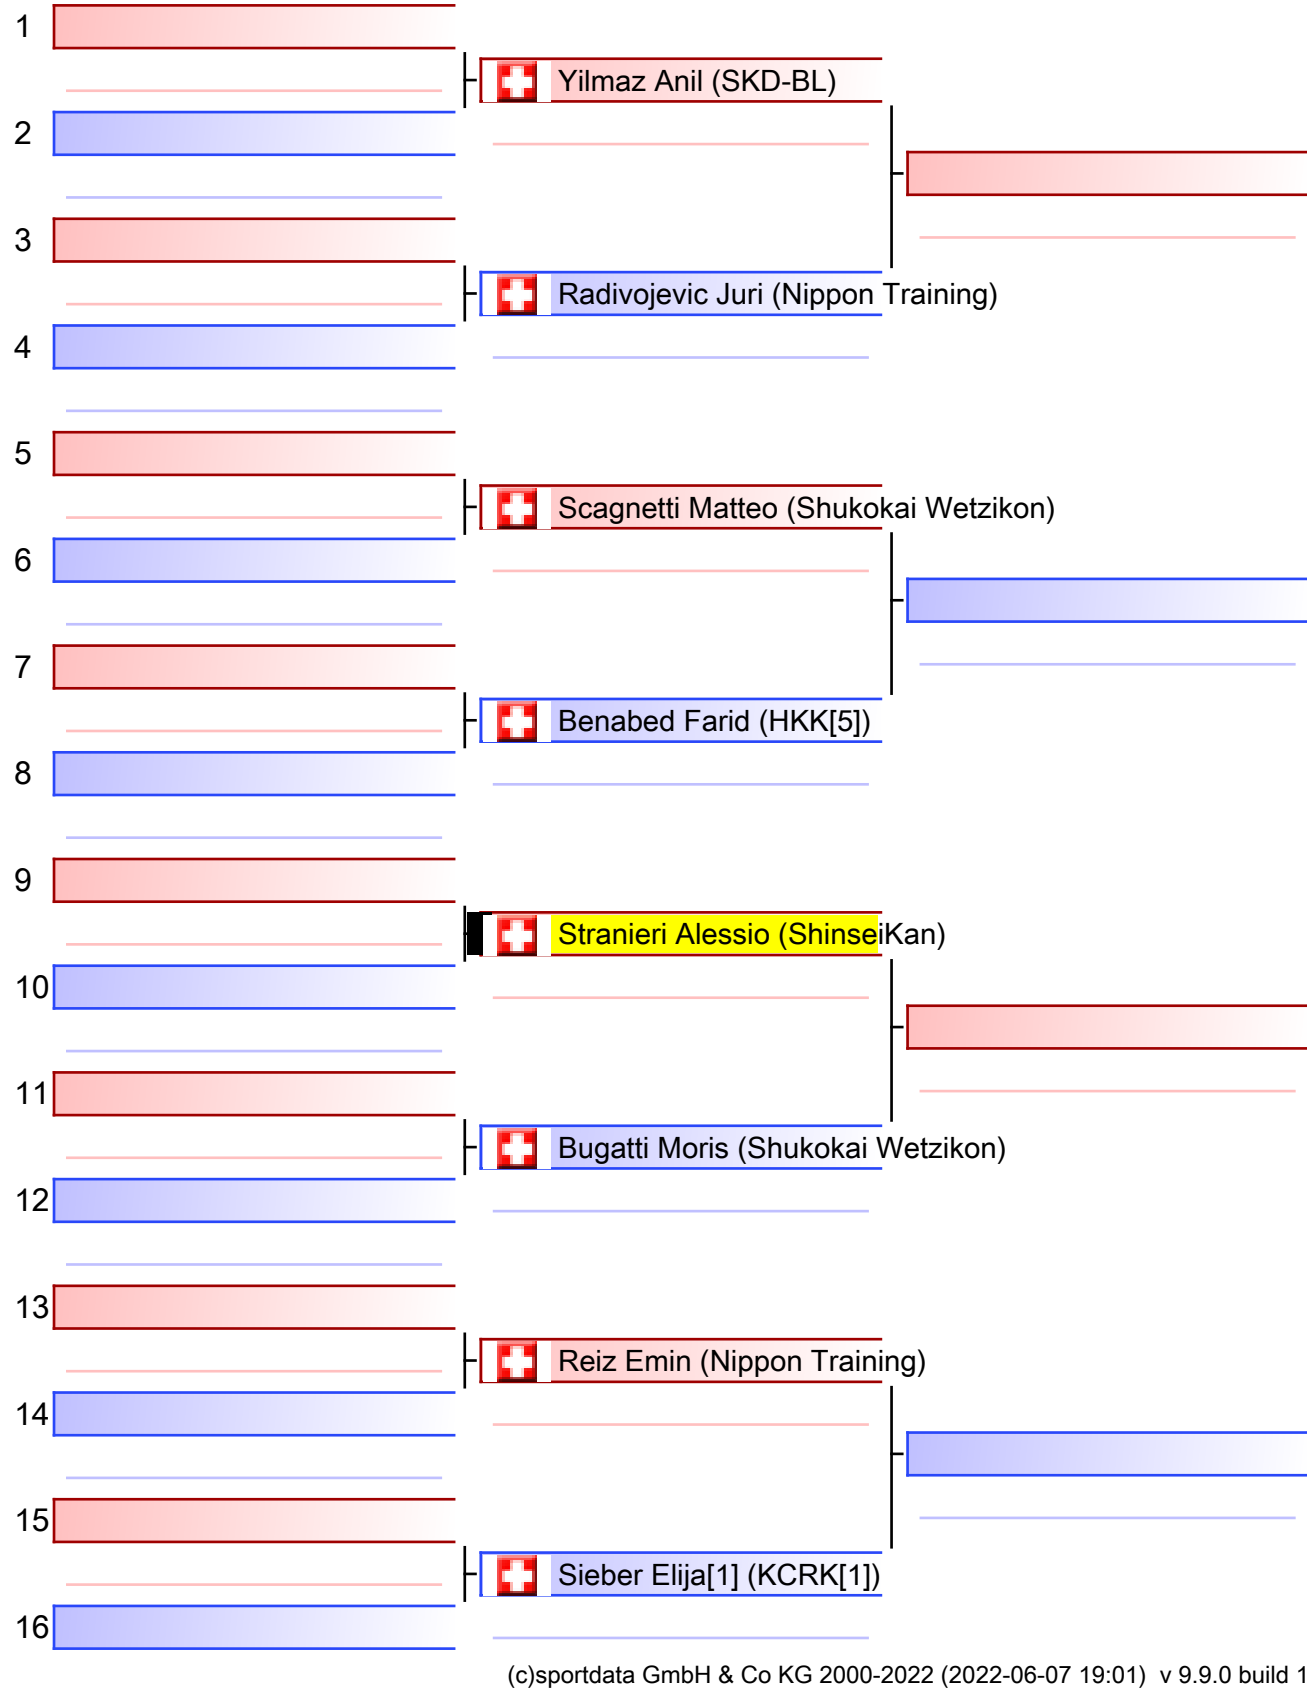 1
Yilmaz Anil (SKD-BL)
2
3
Radivojevic Juri (Nippon Training)
4
5
Scagnetti Matteo (Shukokai Wetzikon)
6
7
Benabed Farid (HKK[5])
8
9
Stranieri Alessio (ShinseiKan)
10
11
Bugatti Moris (Shukokai Wetzikon)
12
13
Reiz Emin (Nippon Training)
14
15
Sieber Elija[1] (KCRK[1])
16
(c)sportdata GmbH & Co KG 2000-2022 (2022-06-07 19:01) v 9.9.0 build 1